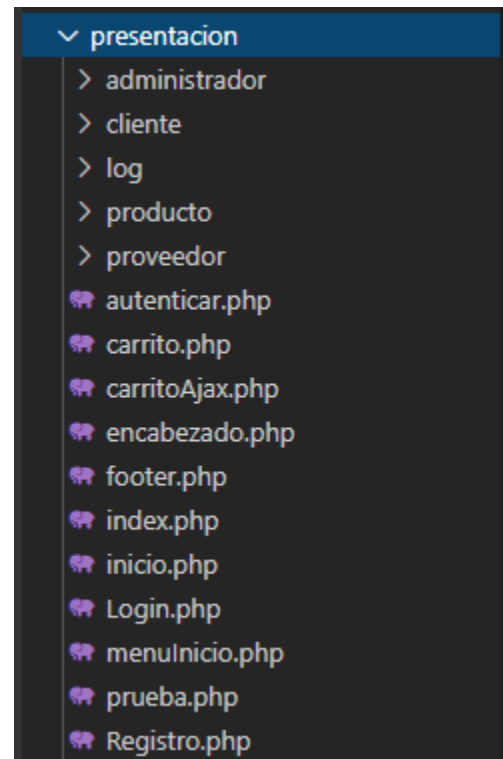 presentacion
administrador
cliente
log
producto
proveedor
autenticar.php
carrito.php
carritoAjax.php
encabezado.php
footer.php
index.php
inicio.php
Login.php
menuInicio.php
prueba.php
Registro.php